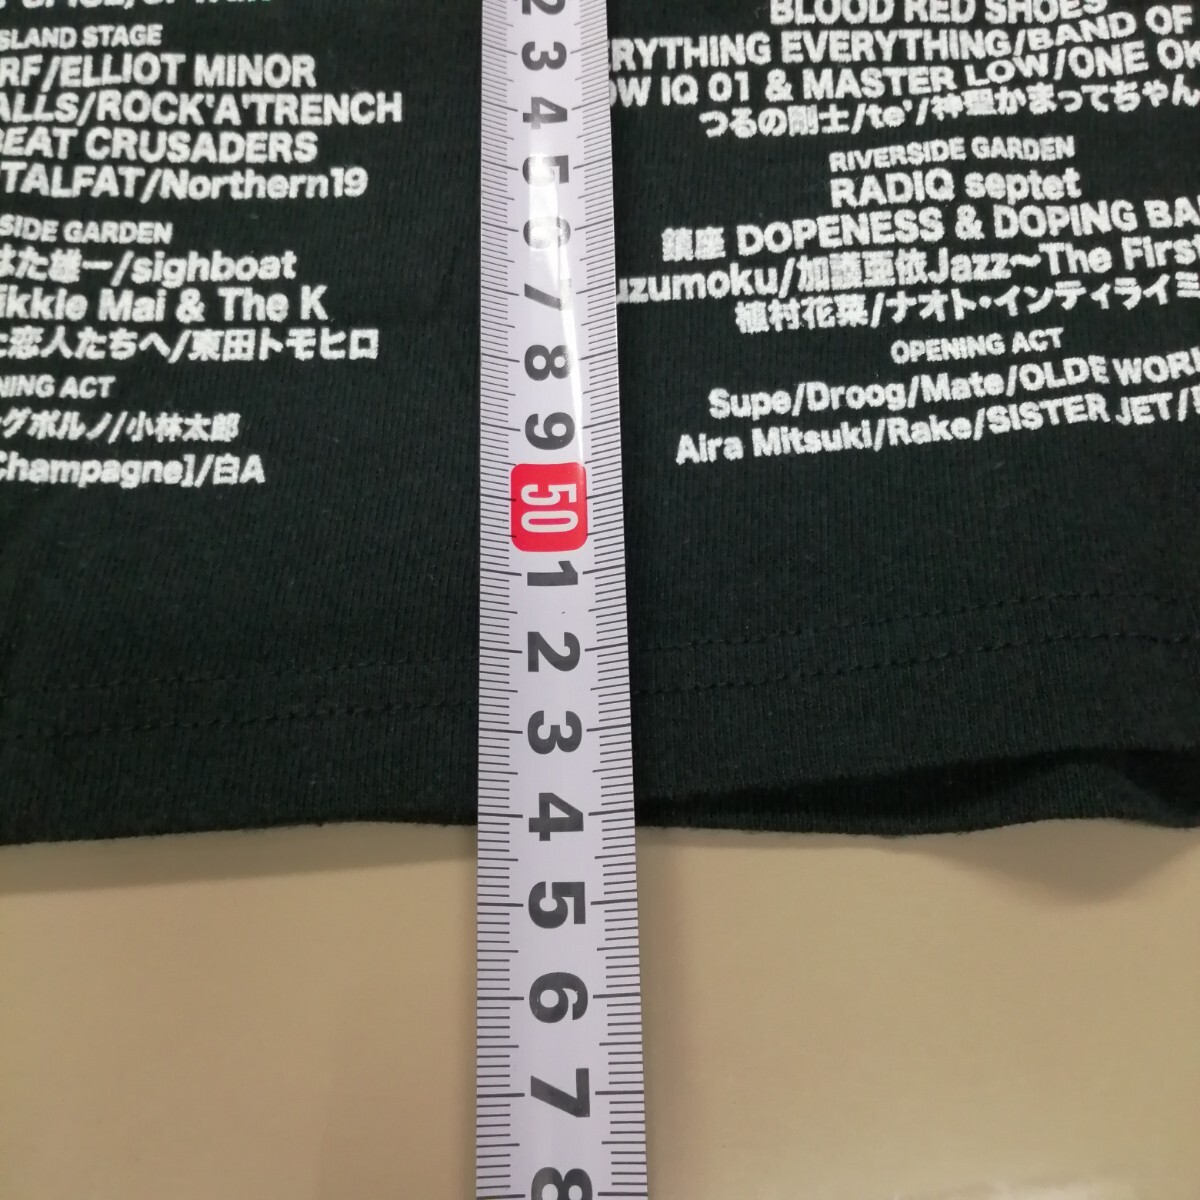 SLAND STAGE
RF/ELLIOT MINOR
ALLS/ROCK'A'TRENCH
BEAT CRUSADERS
TALFAT/Northern19
SIDE GARDEN
はた雄一/sighboat
ikkie Mai & The K
恋人たちへ/東田トモヒロ
NING ACT
グポルノ/小林太郎
Champagne]/白A
2
3
4
5
6
7
8
9
50
1
2
3
4
5
6
7
8
BLOOD RED SHOES
RYTHING EVERYTHING/BAND OF
OW IQ 01 & MASTER LOW/ONE OK
つるの剛士/te'/神聖かまってちゃん
RIVERSIDE GARDEN
RADIQ septet
鎮座 DOPENESS & DOPING BA
uzumoku/加藤亜依Jazz～The First
植村花菜/ナオト・インティライミ
OPENING ACT
Supe/Droog/Mate/OLDE WOR
Aira Mitsuki/Rake/SISTER JET/